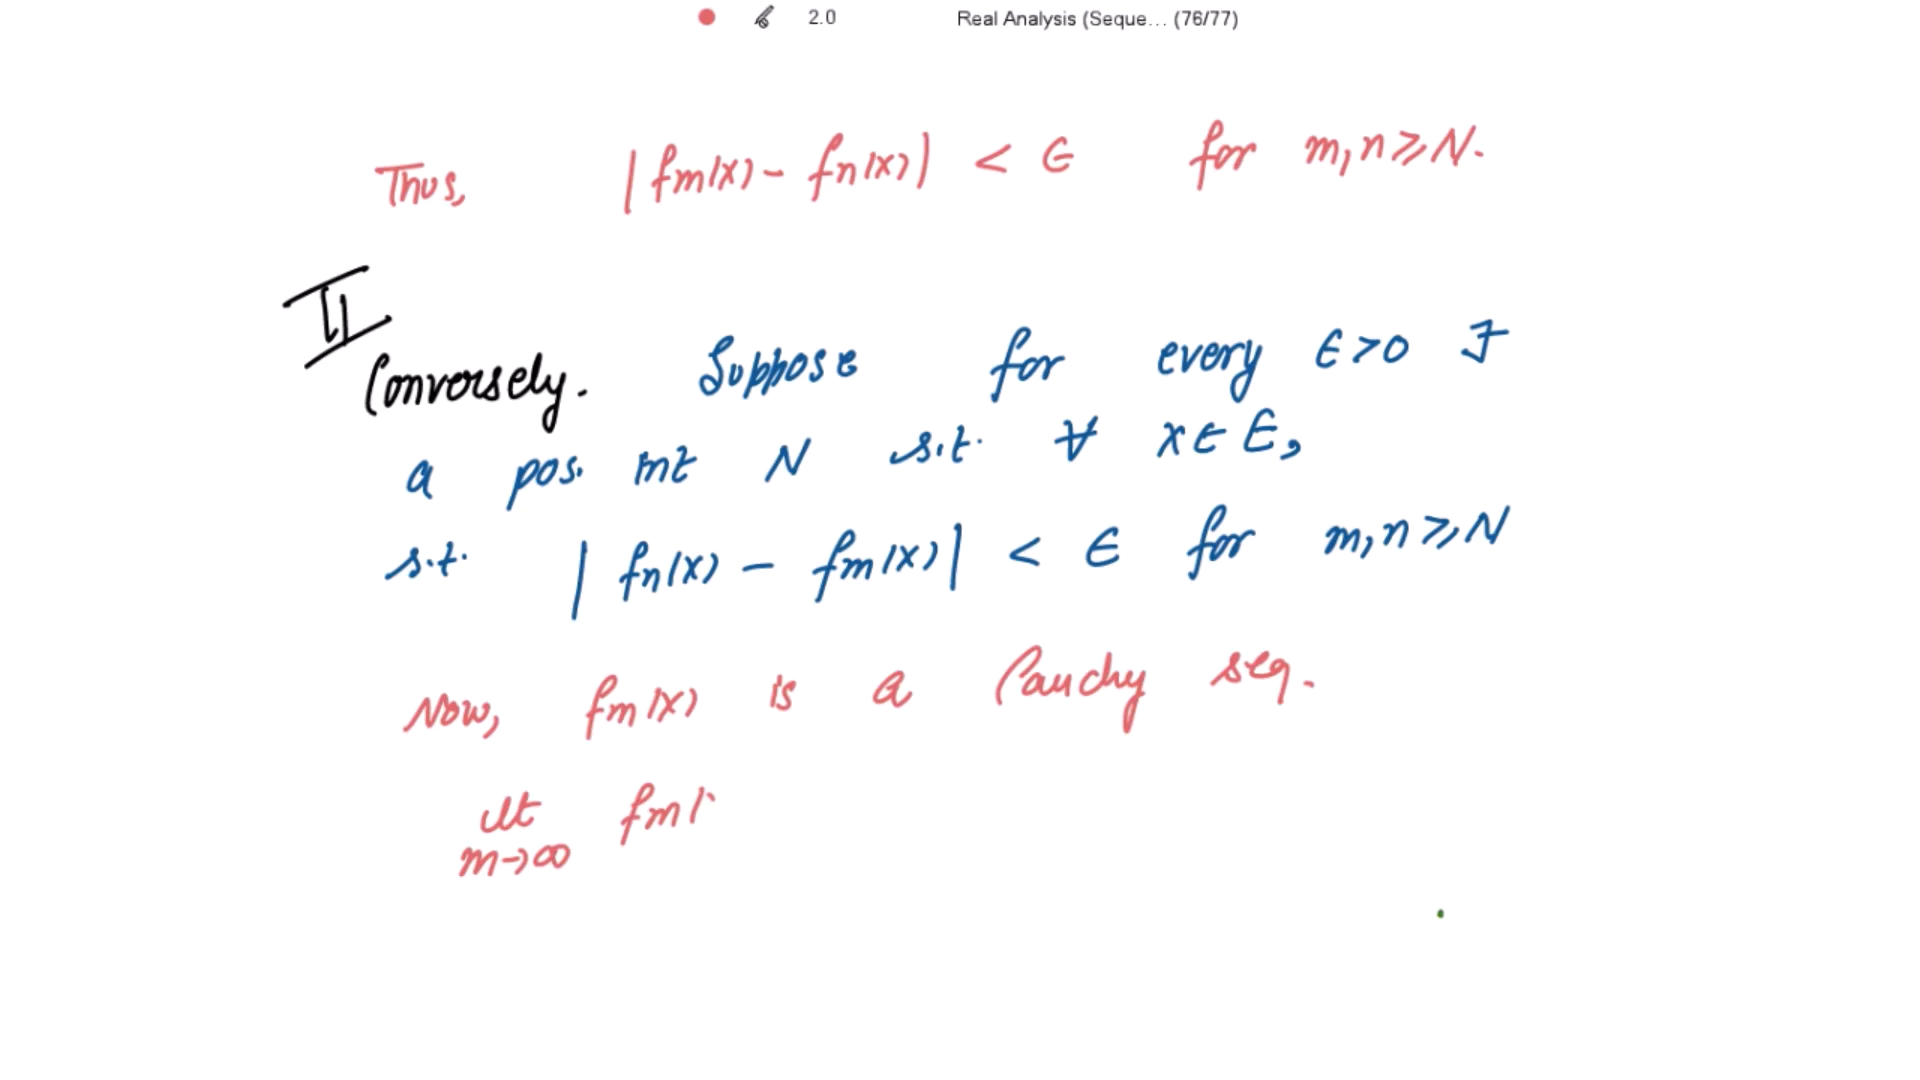 2.0 Real Analysis (Seque... (76/77)
Thus, |fm(x) - fn(x)| < ϵ for m,n ≥ N.
II
Conversely. Suppose for every ϵ>0 ∃
a pos. int N s.t. ∀ x∈E,
s.t. |fn(x) - fm(x)| < ϵ for m,n ≥ N
Now, fm(x) is a Cauchy seq.
lt fm(
m→∞